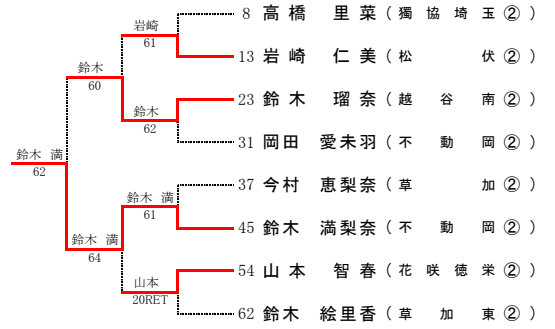 8 高橋 里菜 ( 獨協埼玉 ② )
岩崎
61
13 岩崎 仁美 ( 松伏 ② )
鈴木
60
23 鈴木 瑠奈 ( 越谷南 ② )
鈴木
62
31 岡田 愛未羽 ( 不動岡 ② )
鈴木 満
62
37 今村 恵梨奈 ( 草加 ② )
鈴木 満
61
45 鈴木 満梨奈 ( 不動岡 ② )
鈴木 満
64
54 山本 智春 ( 花咲徳栄 ② )
山本
20RET
62 鈴木 絵里香 ( 草加東 ② )